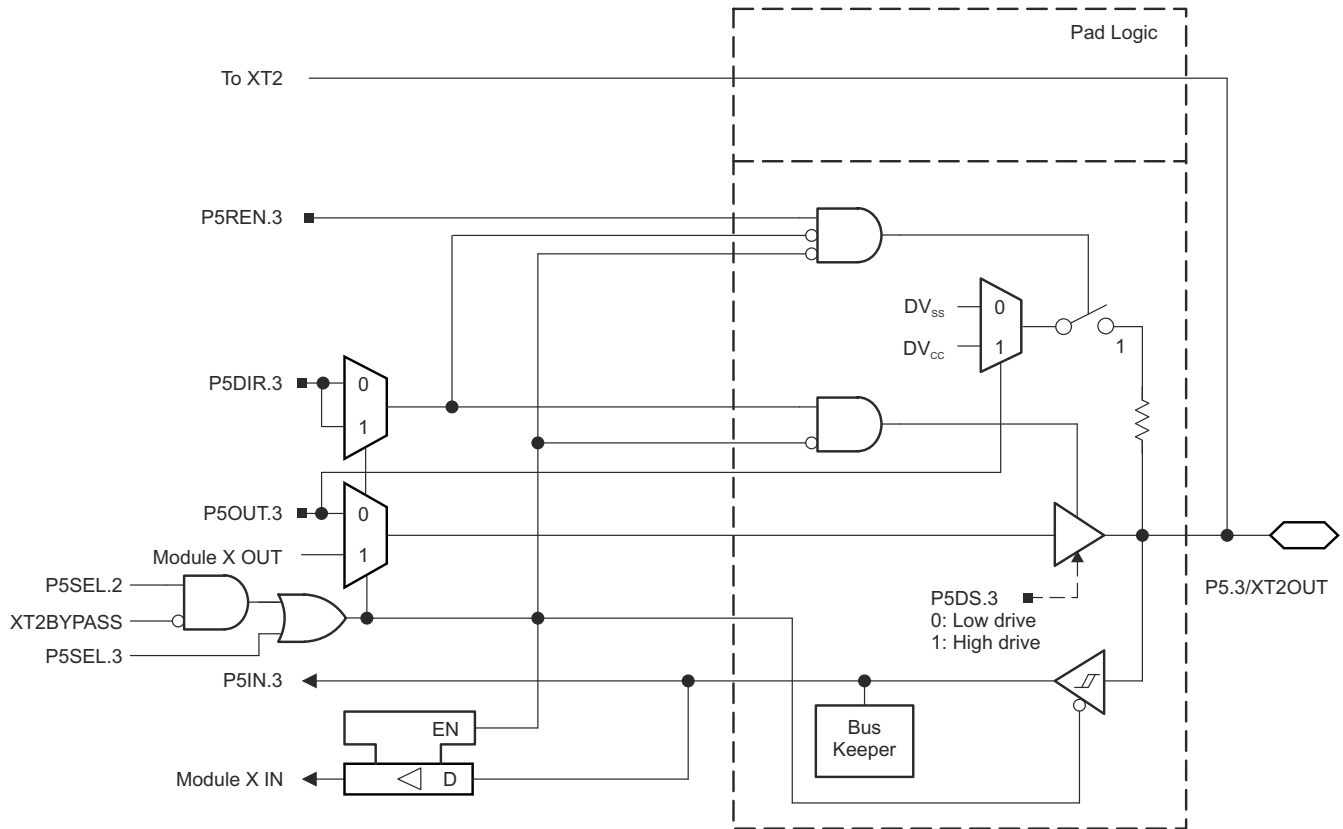 Pad Logic
To XT2
P5REN.3
DVSS
0
DVCC
1
1
P5DIR.3
0
1
P5OUT.3
0
Module X OUT
1
P5SEL.2
XT2BYPASS
P5SEL.3
P5DS.3
0: Low drive
1: High drive
P5.3/XT2OUT
P5IN.3
EN
Bus
Keeper
Module X IN
D